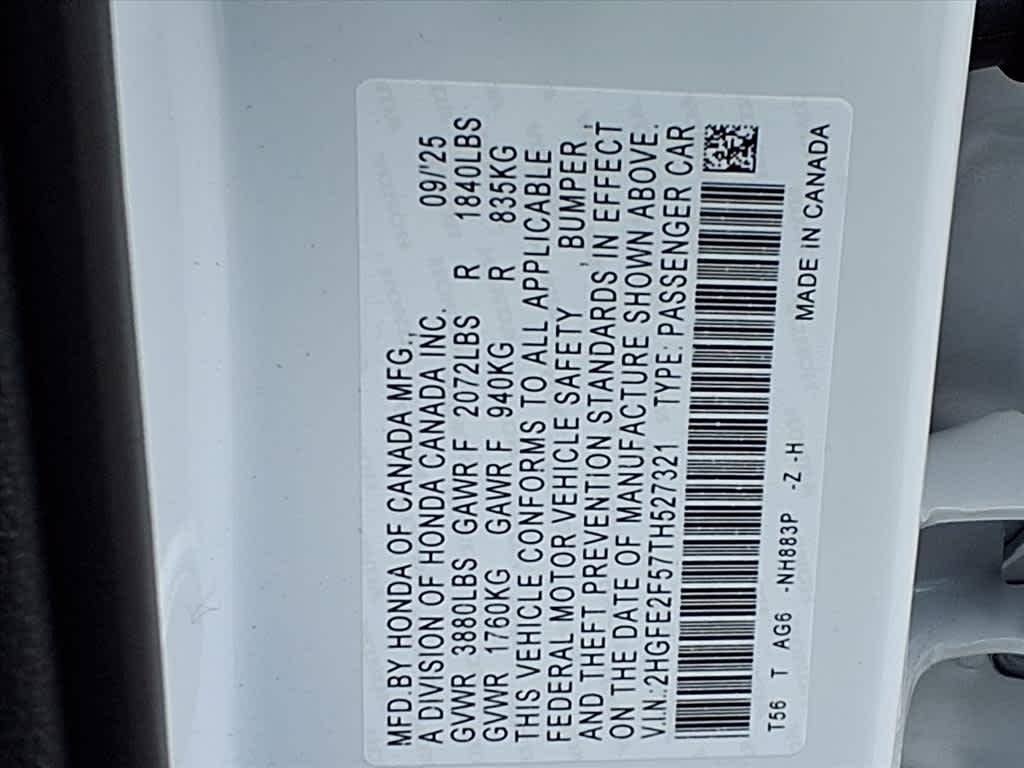 MFD.BY HONDA OF CANADA MFG.,
A DIVISION OF HONDA CANADA INC. 09/'25
GVWR 3880LBS GAWR F 2072LBS R 1840LBS
GVWR 1760KG GAWR F 940KG R 835KG
THIS VEHICLE CONFORMS TO ALL APPLICABLE
FEDERAL MOTOR VEHICLE SAFETY , BUMPER,
AND THEFT PREVENTION STANDARDS IN EFFECT
ON THE DATE OF MANUFACTURE SHOWN ABOVE.
V.I.N.:2HGFE2F57TH527321 TYPE: PASSENGER CAR
T56 T AG6 -NH883P -Z -H MADE IN CANADA